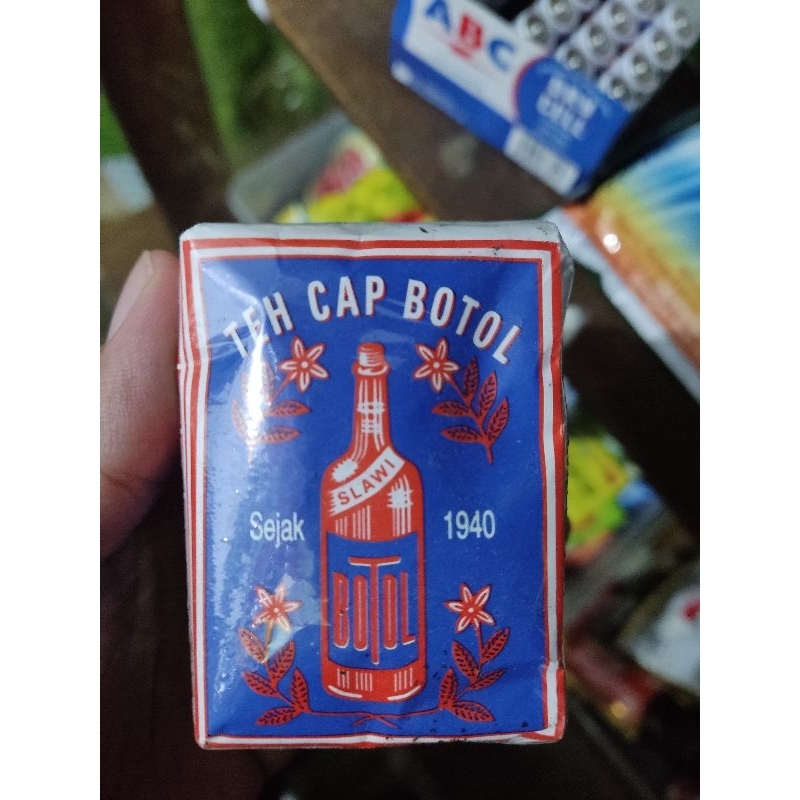 ABC
TEH CAP BOTOL
SLAWI
Sejak 1940
BOTOL